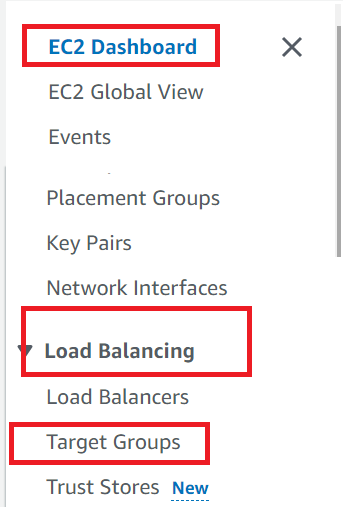 EC2 Dashboard
EC2 Global View
Events
Placement Groups
Key Pairs
Network Interfaces
Load Balancing
Load Balancers
Target Groups
Trust Stores New